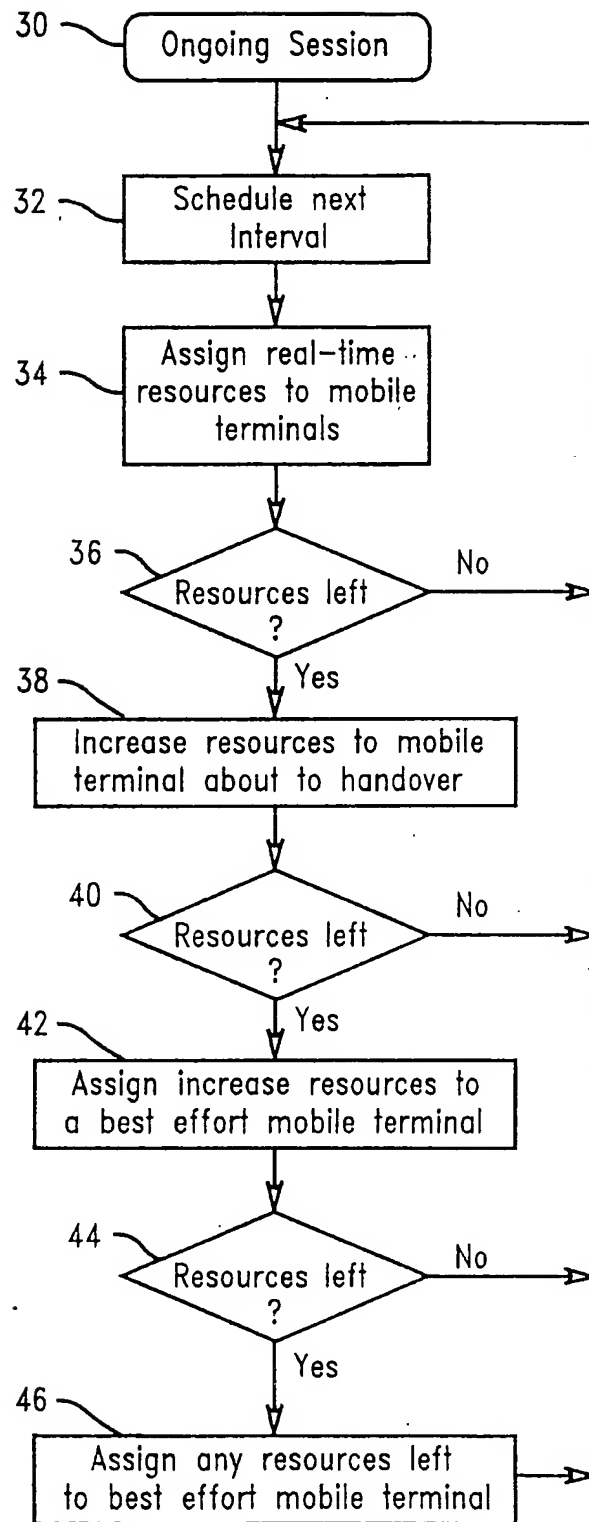 30
Ongoing Session
32
Schedule next
Interval
34
Assign real-time
resources to mobile
terminals
36
Resources left
?
No
Yes
38
Increase resources to mobile
terminal about to handover
40
Resources left
?
No
Yes
42
Assign increase resources to
a best effort mobile terminal
44
Resources left
?
No
Yes
46
Assign any resources left
to best effort mobile terminal